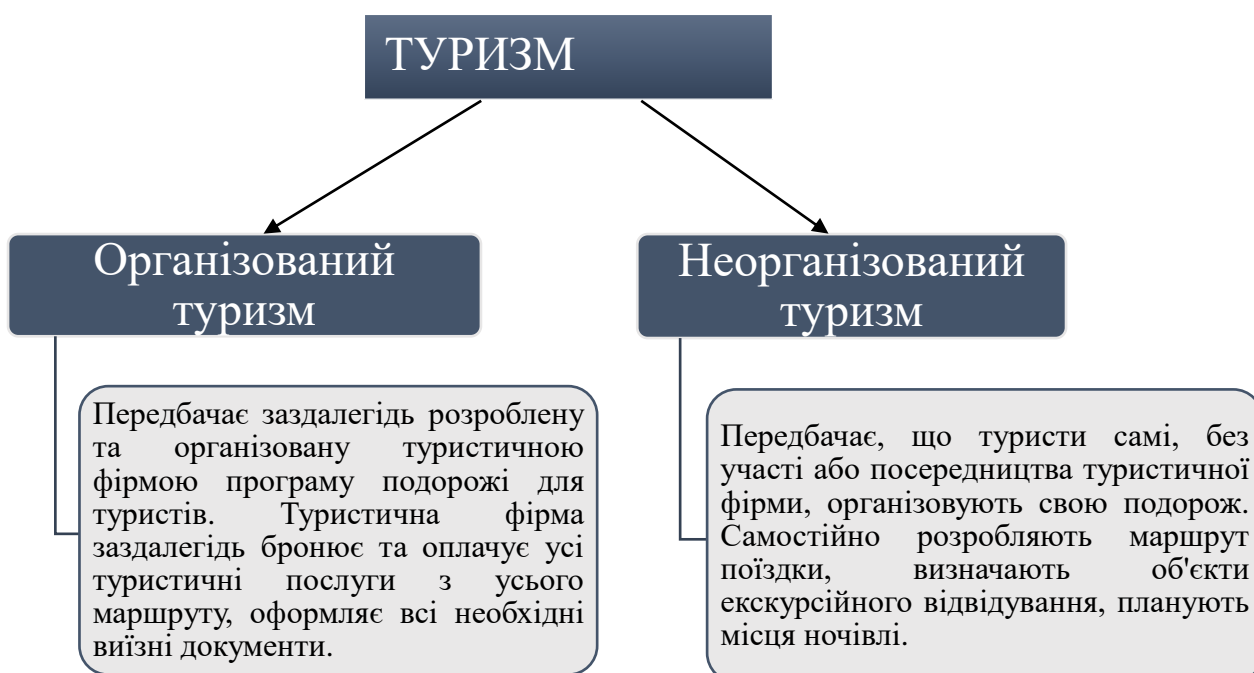 ТУРИЗМ
Організований
туризм
Неорганізований
туризм
Передбачає заздалегідь розроблену
та організовану туристичною
фірмою програму подорожі для
туристів. Туристична фірма
заздалегідь бронює та оплачує усі
туристичні послуги з усього
маршруту, оформляє всі необхідні
виїзні документи.
Передбачає, що туристи самі, без
участі або посередництва туристичної
фірми, організовують свою подорож.
Самостійно розробляють маршрут
поїздки, визначають об'єкти
екскурсійного відвідування, планують
місця ночівлі.